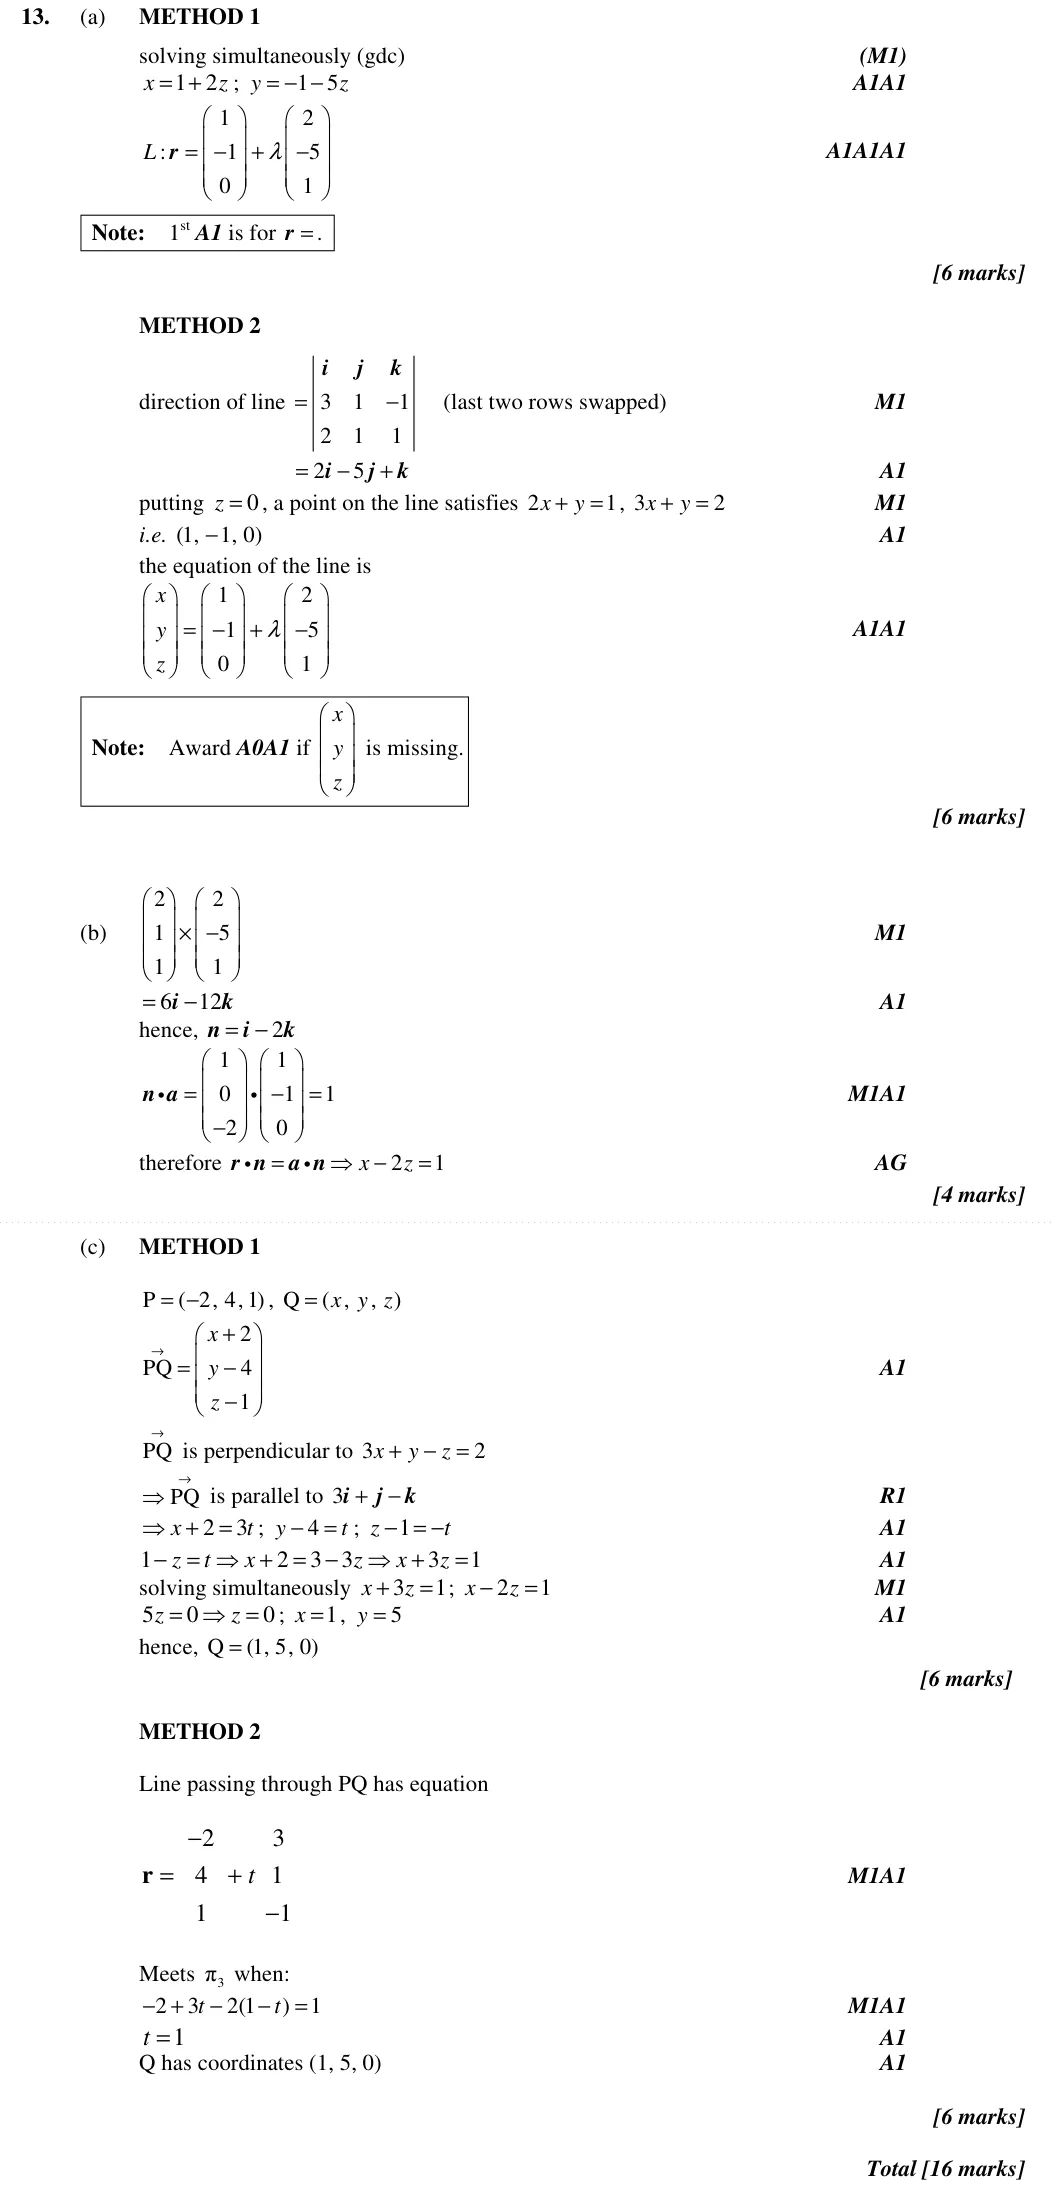 13. (a) METHOD 1
solving simultaneously (gdc) (M1)
x = 1 + 2z ; y = −1 − 5z A1A1
L : r = (1, −1, 0) + λ (2, −5, 1) A1A1A1
Note: 1st A1 is for r = .
[6 marks]
METHOD 2
direction of line = | i j k ; 3 1 −1 ; 2 1 1 | (last two rows swapped) M1
= 2i − 5j + k A1
putting z = 0 , a point on the line satisfies 2x + y = 1 , 3x + y = 2 M1
i.e. (1, −1, 0) A1
the equation of the line is
(x, y, z) = (1, −1, 0) + λ (2, −5, 1) A1A1
Note: Award A0A1 if (x, y, z) is missing.
[6 marks]
(b) (2, 1, 1) × (2, −5, 1) M1
= 6i − 12k A1
hence, n = i − 2k
n • a = (1, 0, −2) • (1, −1, 0) = 1 M1A1
therefore r • n = a • n ⇒ x − 2z = 1 AG
[4 marks]
(c) METHOD 1
P = (−2, 4, 1) , Q = (x, y, z)
→PQ = (x + 2, y − 4, z − 1) A1
→PQ is perpendicular to 3x + y − z = 2
⇒ →PQ is parallel to 3i + j − k R1
⇒ x + 2 = 3t ; y − 4 = t ; z − 1 = −t A1
1 − z = t ⇒ x + 2 = 3 − 3z ⇒ x + 3z = 1 A1
solving simultaneously x + 3z = 1 ; x − 2z = 1 M1
5z = 0 ⇒ z = 0 ; x = 1 , y = 5 A1
hence, Q = (1, 5, 0)
[6 marks]
METHOD 2
Line passing through PQ has equation
−2 3
r = 4 + t 1 M1A1
1 −1
Meets π₃ when:
−2 + 3t − 2(1 − t) = 1 M1A1
t = 1 A1
Q has coordinates (1, 5, 0) A1
[6 marks]
Total [16 marks]